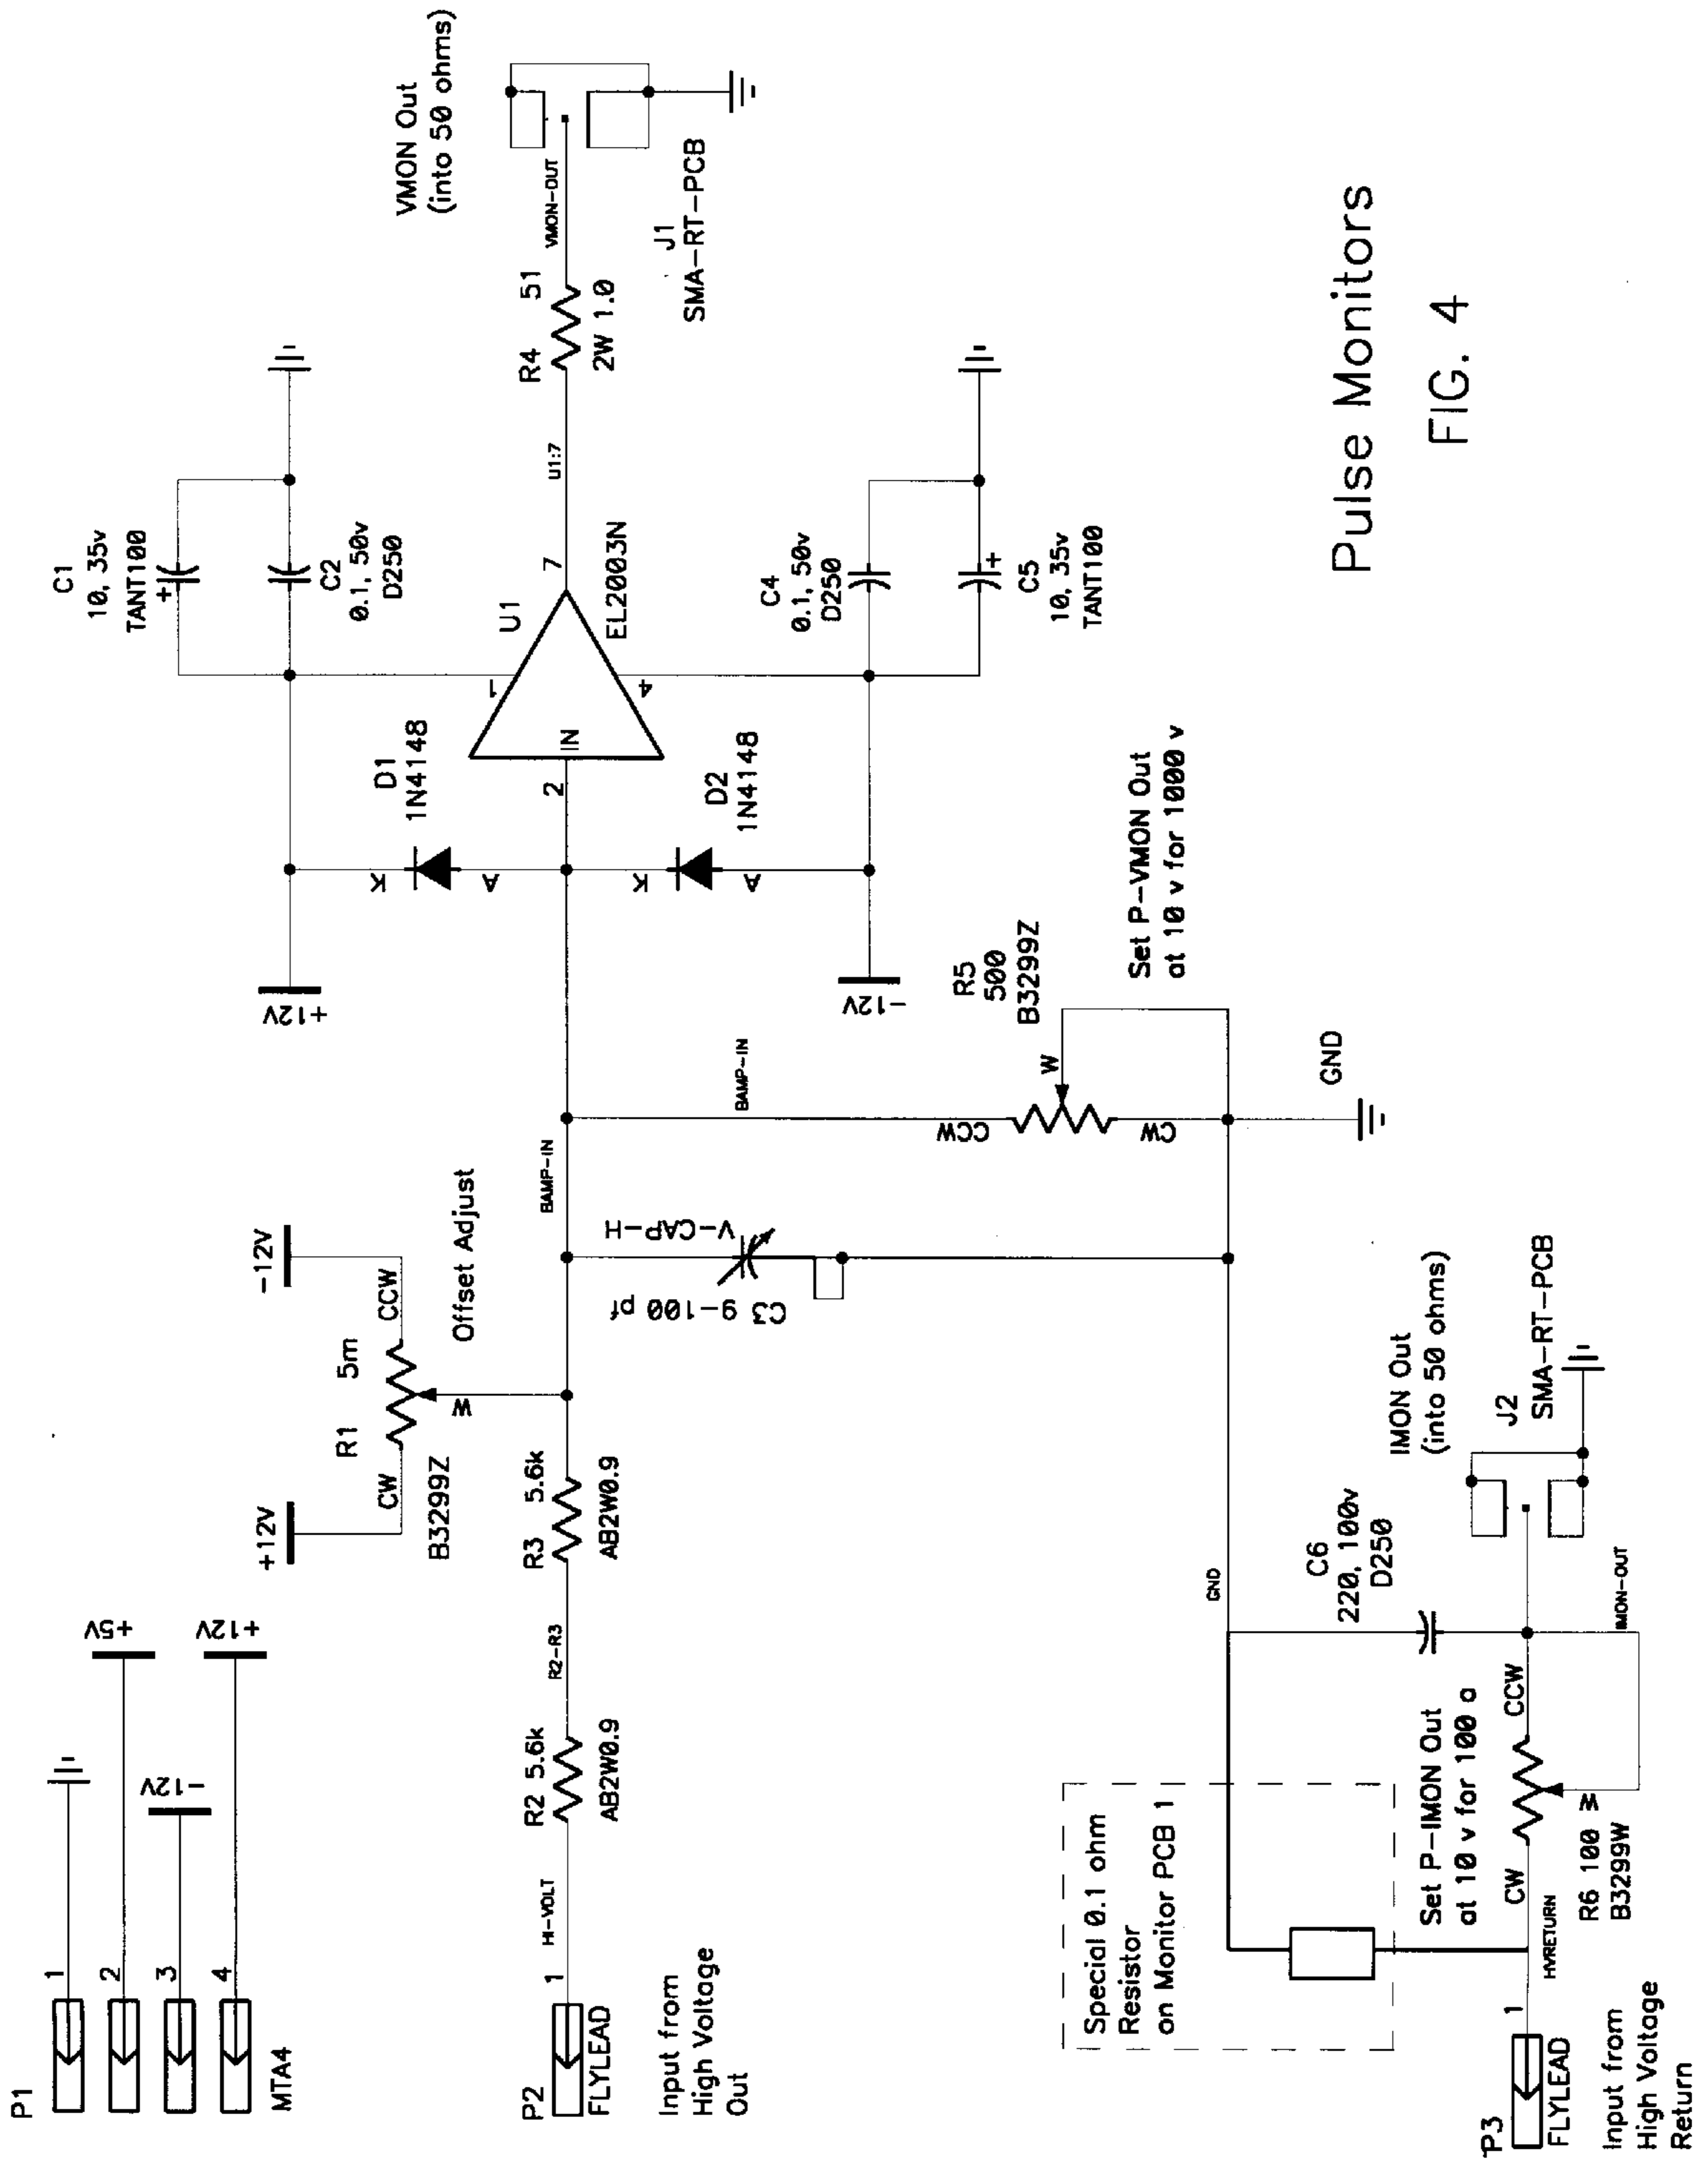 P1
1
2
3
4
MTA4
+5V
-12V
+12V
+12V
-12V
CW
CCW
R1
5m
B3299Z
W
Offset Adjust
P2
1
FLYLEAD
Input from
High Voltage
Out
HI-VOLT
R2 5.6k
AB2W0.9
R2-R3
R3
5.6k
AB2W0.9
V-CAP-H
C3 9-100 pf
BAMP-IN
BAMP-IN
CCW
CW
W
R5
500
B3299Z
Set P-VMON Out
at 10 v for 1000 v
GND
+12V
K
A
D1
1N4148
K
A
D2
1N4148
-12V
2
IN
1
4
7
U1
EL2003N
C1
10, 35v
TANT100
+
C2
0.1, 50v
D250
C4
0.1, 50v
D250
+
C5
10, 35v
TANT100
U1:7
R4
51
2W 1.0
VMON-OUT
VMON Out
(into 50 ohms)
J1
SMA-RT-PCB
P3
1
FLYLEAD
Input from
High Voltage
Return
HVRETURN
Special 0.1 ohm
Resistor
on Monitor PCB 1
GND
Set P-IMON Out
at 10 v for 100 a
CW
CCW
W
R6 100
B3299W
C6
220, 100v
D250
IMON-OUT
IMON Out
(into 50 ohms)
J2
SMA-RT-PCB
Pulse Monitors
FIG. 4